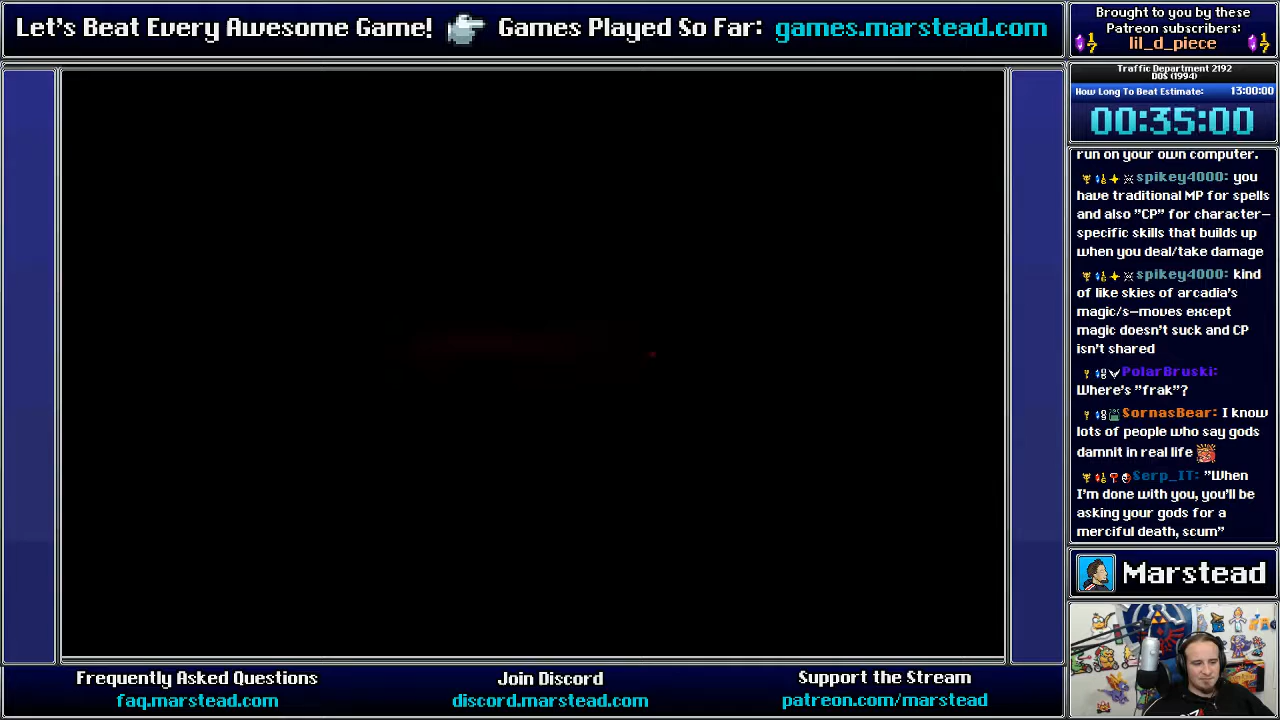 Let's Beat Every Awesome Game!
Games Played So Far: games.marstead.com
Brought to you by these
Patreon subscribers:
lil_d_piece
Traffic Department 2192
DOS (1994)
How Long To Beat Estimate: 13:00:00
00:35:00
run on your own computer.
spikey4000: you
have traditional MP for spells
and also "CP" for character-
specific skills that builds up
when you deal/take damage
spikey4000: kind
of like skies of arcadia's
magic/s-moves except
magic doesn't suck and CP
isn't shared
PolarBruski:
Where's "frak"?
SornasBear: I know
lots of people who say gods
damnit in real life
Serp_IT: "When
I'm done with you, you'll be
asking your gods for a
merciful death, scum"
Marstead
Frequently Asked Questions
faq.marstead.com
Join Discord
discord.marstead.com
Support the Stream
patreon.com/marstead